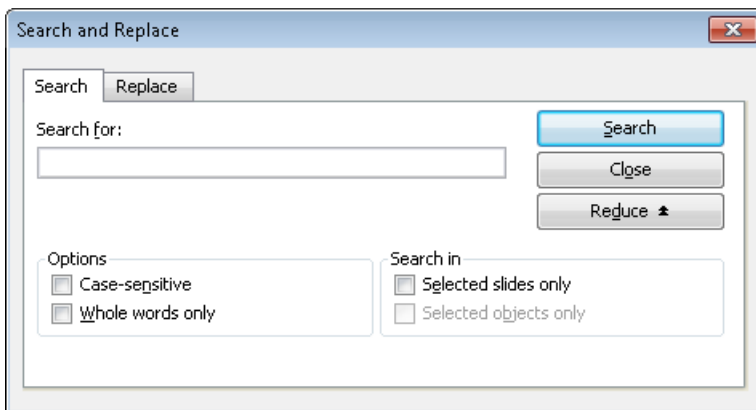 Search and Replace
Search Replace
Search for:
Search
Close
Reduce
Options
Case-sensitive
Whole words only
Search in
Selected slides only
Selected objects only